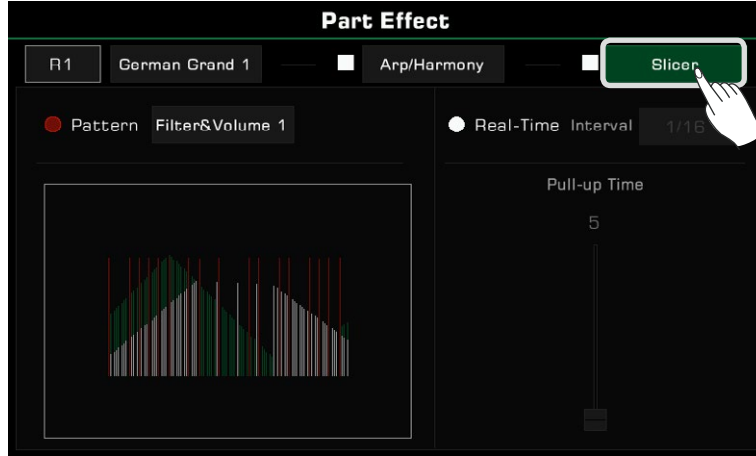 Part Effect
R1 German Grand 1 Arp/Harmony Slicer
Pattern Filter&Volume 1 Real-Time Interval 1/16
Pull-up Time
5